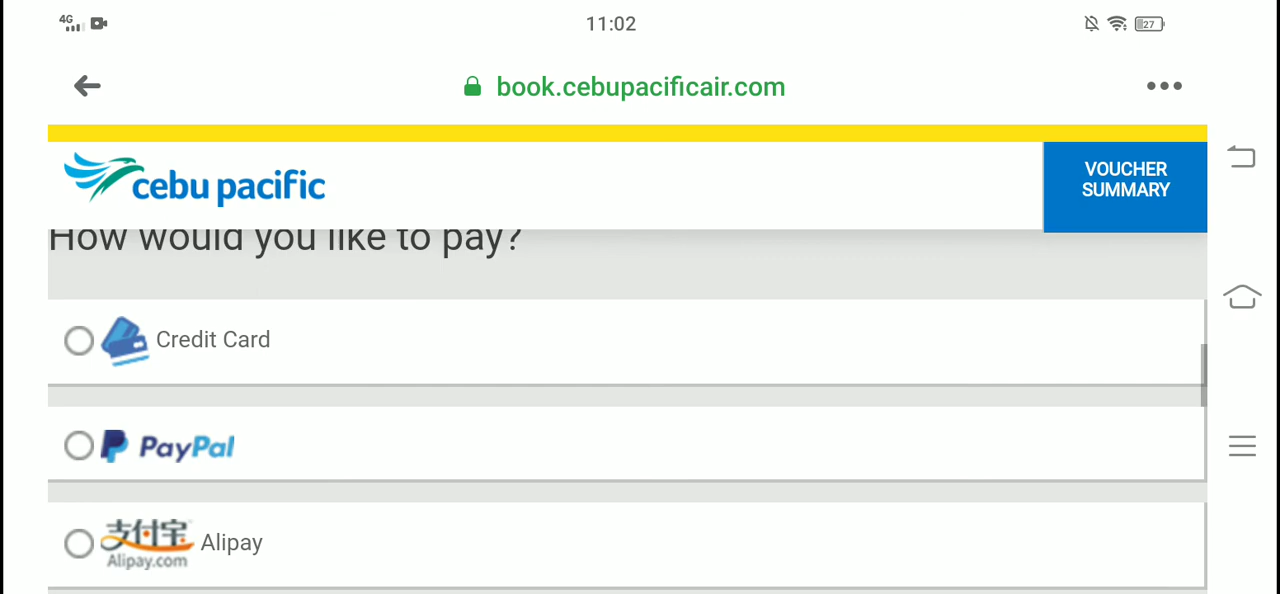 4G
11:02
27
book.cebupacificair.com
cebu pacific
VOUCHER
SUMMARY
How would you like to pay?
Credit Card
PayPal
支付宝
Alipay.com
Alipay